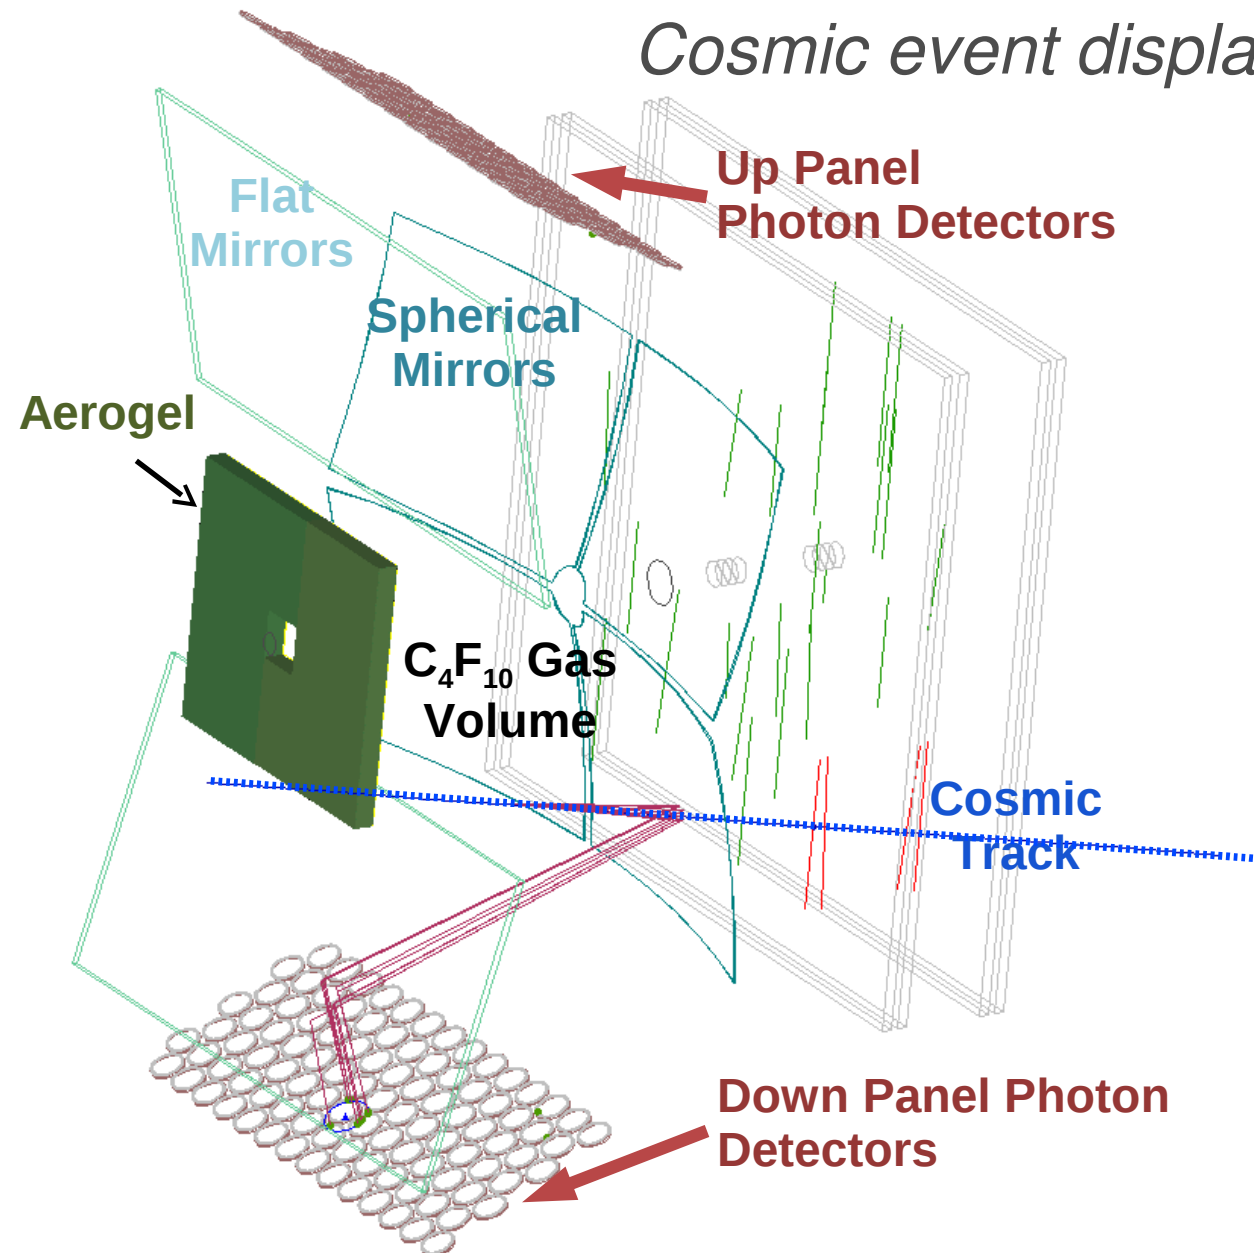 Cosmic event displa
Up Panel
Photon Detectors
Flat
Mirrors
Spherical
Mirrors
Aerogel
C₄F₁₀ Gas
Volume
Cosmic
Track
Down Panel Photon
Detectors